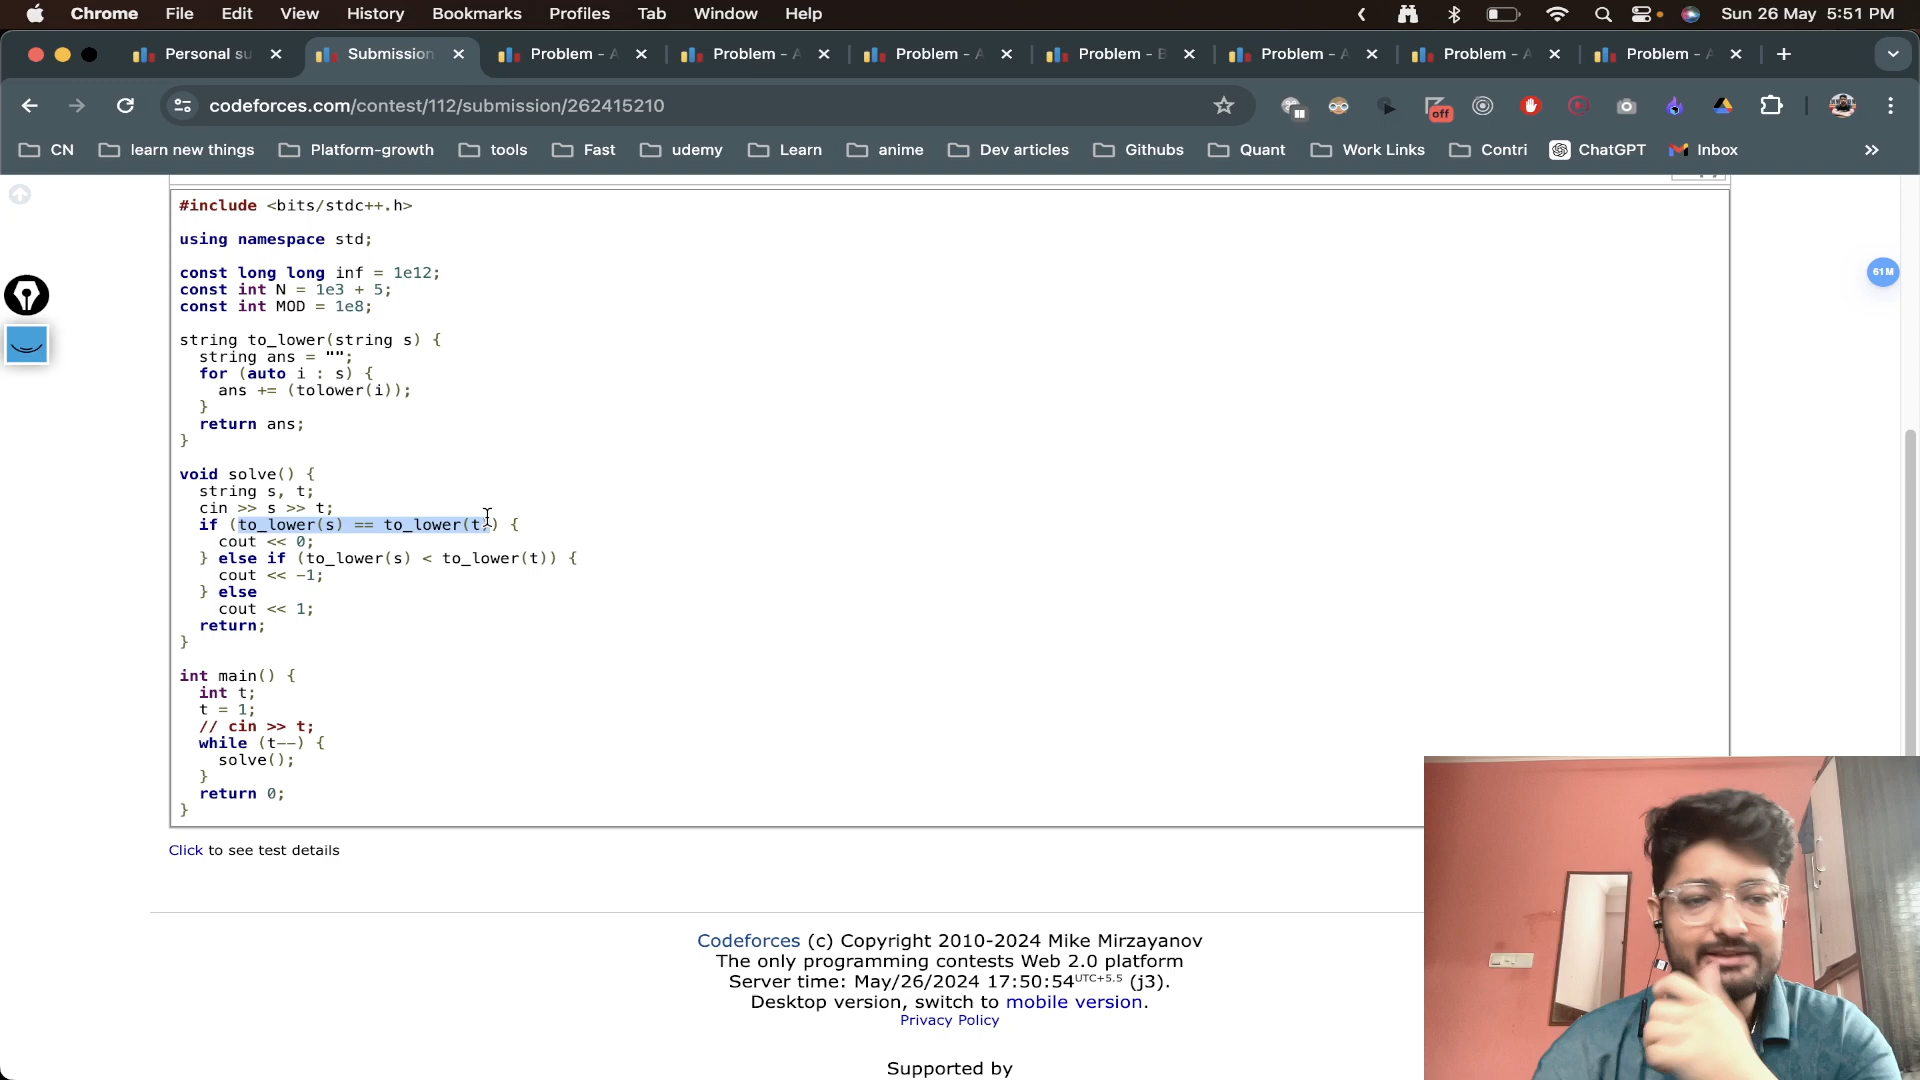 Chrome File Edit View History Bookmarks Profiles Tab Window Help Sun 26 May 5:51 PM
Personal su Submission Problem - A Problem - A Problem - A Problem - B Problem - A Problem - A Problem - A
codeforces.com/contest/112/submission/262415210 off
CN learn new things Platform-growth tools Fast udemy Learn anime Dev articles Githubs Quant Work Links Contri ChatGPT Inbox
#include <bits/stdc++.h>
using namespace std;
const long long inf = 1e12;
const int N = 1e3 + 5;
const int MOD = 1e8;
string to_lower(string s) {
string ans = "";
for (auto i : s) {
ans += (tolower(i));
}
return ans;
}
void solve() {
string s, t;
cin >> s >> t;
if (to_lower(s) == to_lower(t)) {
cout << 0;
} else if (to_lower(s) < to_lower(t)) {
cout << -1;
} else
cout << 1;
return;
}
int main() {
int t;
t = 1;
// cin >> t;
while (t--) {
solve();
}
return 0;
}
61M
Click to see test details
Codeforces (c) Copyright 2010-2024 Mike Mirzayanov
The only programming contests Web 2.0 platform
Server time: May/26/2024 17:50:54 UTC+5.5 (j3).
Desktop version, switch to mobile version.
Privacy Policy
Supported by